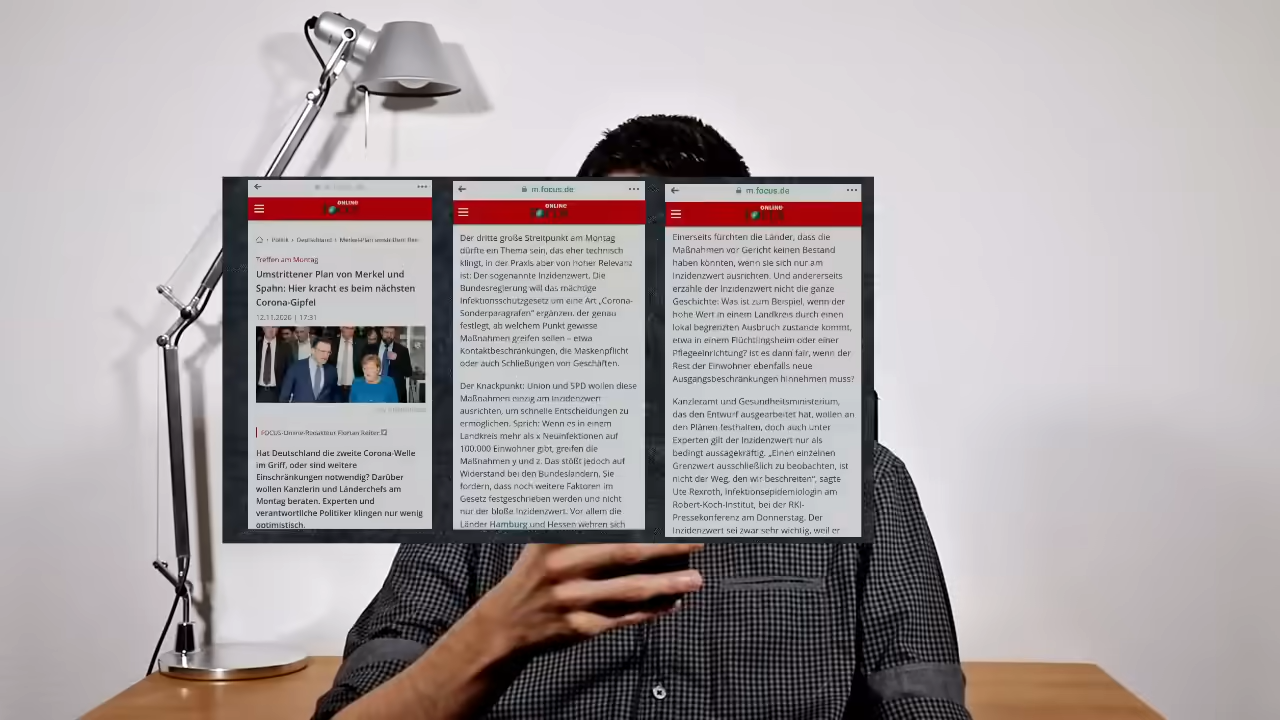 ONLINE
FOCUS
Politik › Deutschland › Merkel-Plan umstritten:
Treffen am Montag
Umstrittener Plan von Merkel und
Spahn: Hier kracht es beim nächsten
Corona-Gipfel
12.11.2020 | 17:31
FOCUS-Online-Redakteur Florian Reiter
Hat Deutschland die zweite Corona-Welle
im Griff, oder sind weitere
Einschränkungen notwendig? Darüber
wollen Kanzlerin und Länderchefs am
Montag beraten. Experten und
verantwortliche Politiker klingen nur wenig
optimistisch.
m.focus.de
ONLINE
FOCUS
Der dritte große Streitpunkt am Montag
dürfte ein Thema sein, das eher technisch
klingt, in der Praxis aber von hoher Relevanz
ist: Der sogenannte Inzidenzwert. Die
Bundesregierung will das mächtige
Infektionsschutzgesetz um eine Art „Corona-
Sonderparagrafen“ ergänzen, der genau
festlegt, ab welchem Punkt gewisse
Maßnahmen greifen sollen – etwa
Kontaktbeschränkungen, die Maskenpflicht
oder auch Schließungen von Geschäften.
Der Knackpunkt: Union und SPD wollen diese
Maßnahmen einzig am Inzidenzwert
ausrichten, um schnelle Entscheidungen zu
ermöglichen. Sprich: Wenn es in einem
Landkreis mehr als x Neuinfektionen auf
100.000 Einwohner gibt, greifen die
Maßnahmen y und z. Das stößt jedoch auf
Widerstand bei den Bundesländern. Sie
fordern, dass noch weitere Faktoren im
Gesetz festgeschrieben werden und nicht
nur der bloße Inzidenzwert. Vor allem die
Länder Hamburg und Hessen wehren sich
m.focus.de
ONLINE
FOCUS
Einerseits fürchten die Länder, dass die
Maßnahmen vor Gericht keinen Bestand
haben könnten, wenn sie sich nur am
Inzidenzwert ausrichten. Und andererseits
erzähle der Inzidenzwert nicht die ganze
Geschichte: Was ist zum Beispiel, wenn der
hohe Wert in einem Landkreis durch einen
lokal begrenzten Ausbruch zustande kommt,
etwa in einem Flüchtlingsheim oder einer
Pflegeeinrichtung? Ist es dann fair, wenn der
Rest der Einwohner ebenfalls neue
Ausgangsbeschränkungen hinnehmen muss?
Kanzleramt und Gesundheitsministerium,
das den Entwurf ausgearbeitet hat, wollen an
den Plänen festhalten, doch auch unter
Experten gilt der Inzidenzwert nur als
bedingt aussagekräftig. „Einen einzelnen
Grenzwert ausschließlich zu beobachten, ist
nicht der Weg, den wir beschreiten“, sagte
Ute Rexroth, Infektionsepidemiologin am
Robert-Koch-Institut, bei der RKI-
Pressekonferenz am Donnerstag. Der
Inzidenzwert sei zwar sehr wichtig, weil er